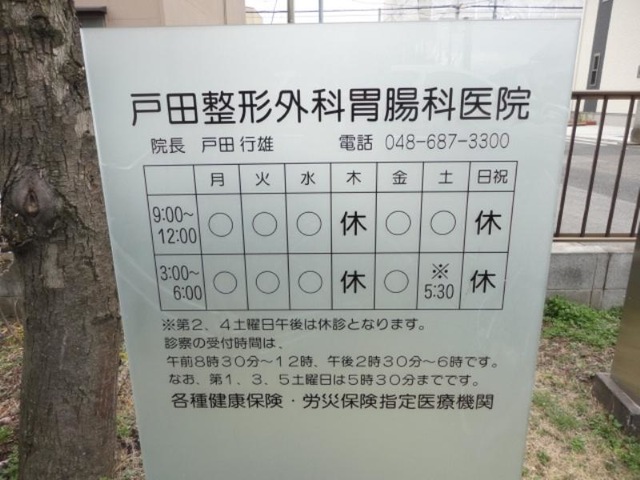 戸田整形外科胃腸科医院
院長 戸田 行雄 電話 048-687-3300
月 火 水 木 金 土 日祝
9:00~12:00 ○ ○ ○ 休 ○ ○ 休
3:00~6:00 ○ ○ ○ 休 ○ ※5:30 休
※第2、4土曜日午後は休診となります。
診察の受付時間は、
午前8時30分~12時、午後2時30分~6時です。
なお、第1、3、5土曜日は5時30分までです。
各種健康保険・労災保険指定医療機関